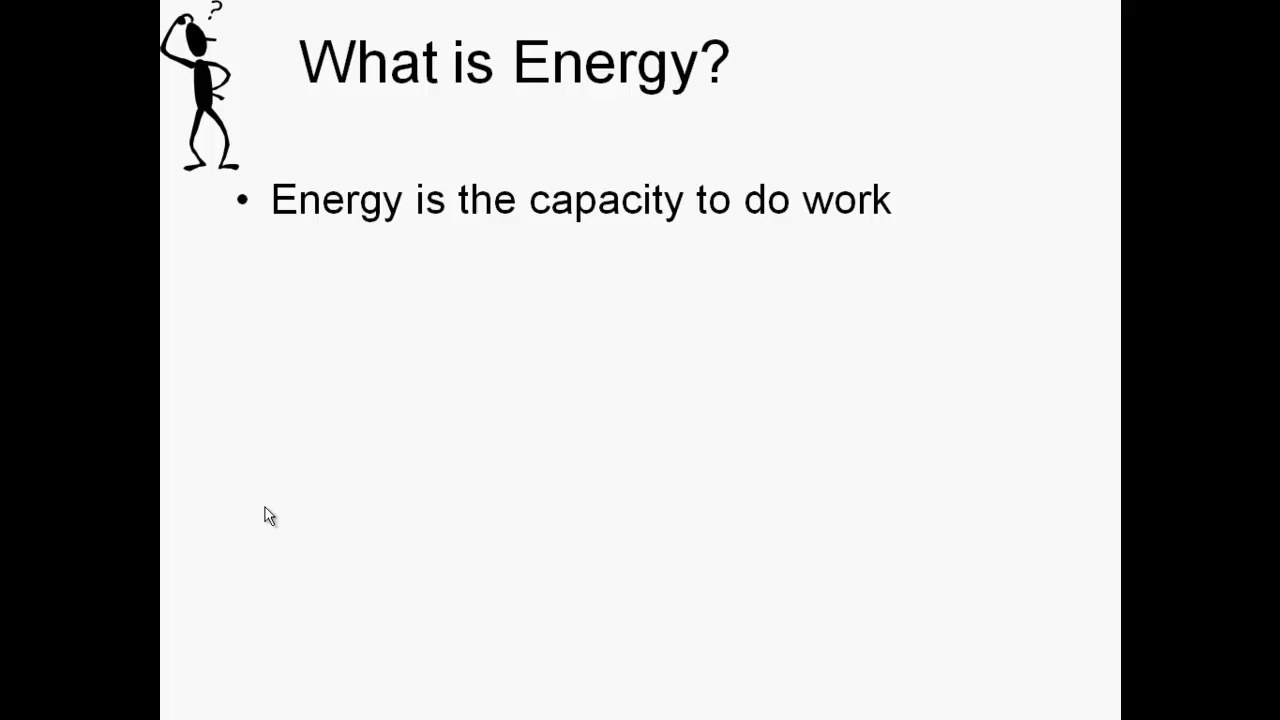 ?
What is Energy?
• Energy is the capacity to do work